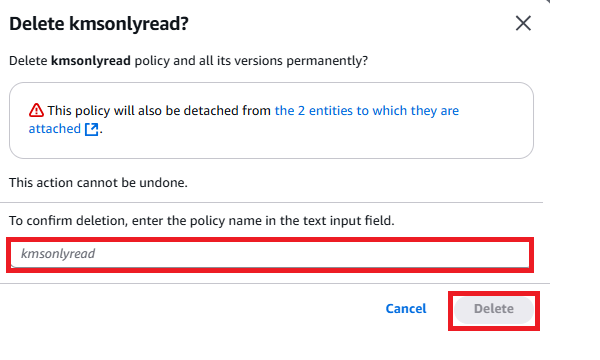 Delete kmsonlyread?
Delete kmsonlyread policy and all its versions permanently?
This policy will also be detached from the 2 entities to which they are
attached.
This action cannot be undone.
To confirm deletion, enter the policy name in the text input field.
kmsonlyread
Cancel Delete